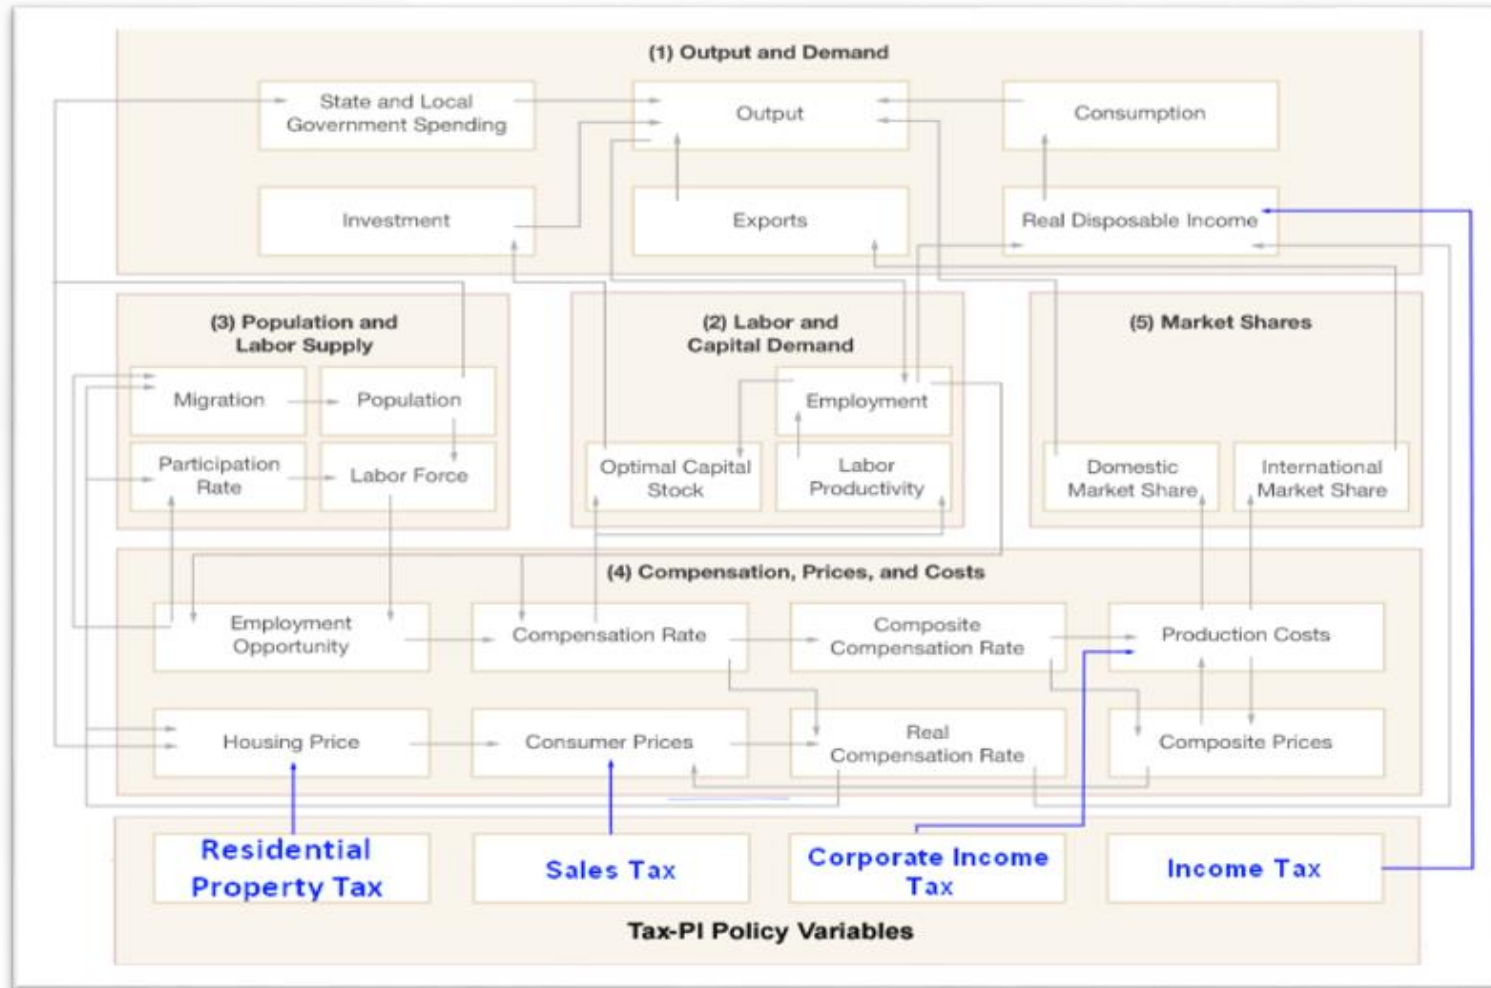 (1) Output and Demand
State and Local
Government Spending
Output
Consumption
Investment
Exports
Real Disposable Income
(3) Population and
Labor Supply
Migration
Population
Participation
Rate
Labor Force
(2) Labor and
Capital Demand
Employment
Optimal Capital
Stock
Labor
Productivity
(5) Market Shares
Domestic
Market Share
International
Market Share
(4) Compensation, Prices, and Costs
Employment
Opportunity
Compensation Rate
Composite
Compensation Rate
Production Costs
Housing Price
Consumer Prices
Real
Compensation Rate
Composite Prices
Residential
Property Tax
Sales Tax
Corporate Income
Tax
Income Tax
Tax-PI Policy Variables